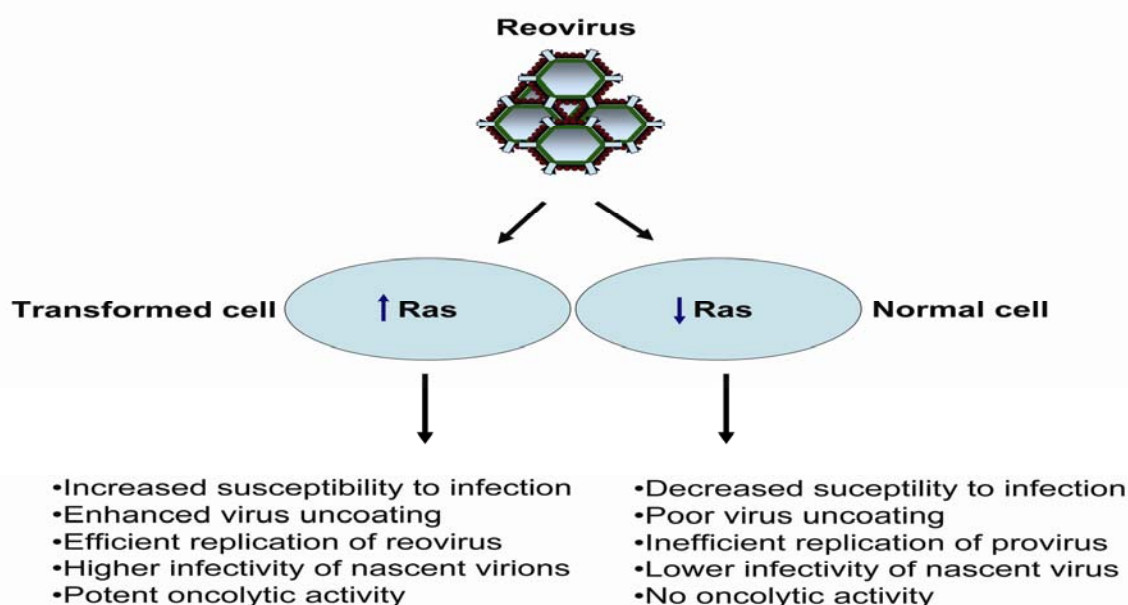 Reovirus
Transformed cell
↑ Ras
↓ Ras
Normal cell
•Increased susceptibility to infection
•Enhanced virus uncoating
•Efficient replication of reovirus
•Higher infectivity of nascent virions
•Potent oncolytic activity
•Decreased suceptility to infection
•Poor virus uncoating
•Inefficient replication of provirus
•Lower infectivity of nascent virus
•No oncolytic activity